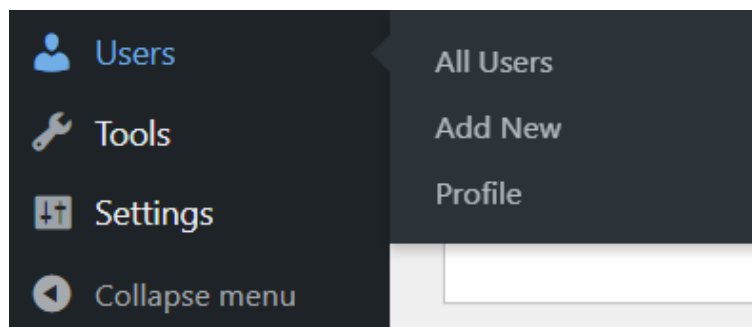 Users
Tools
Settings
Collapse menu
All Users
Add New
Profile